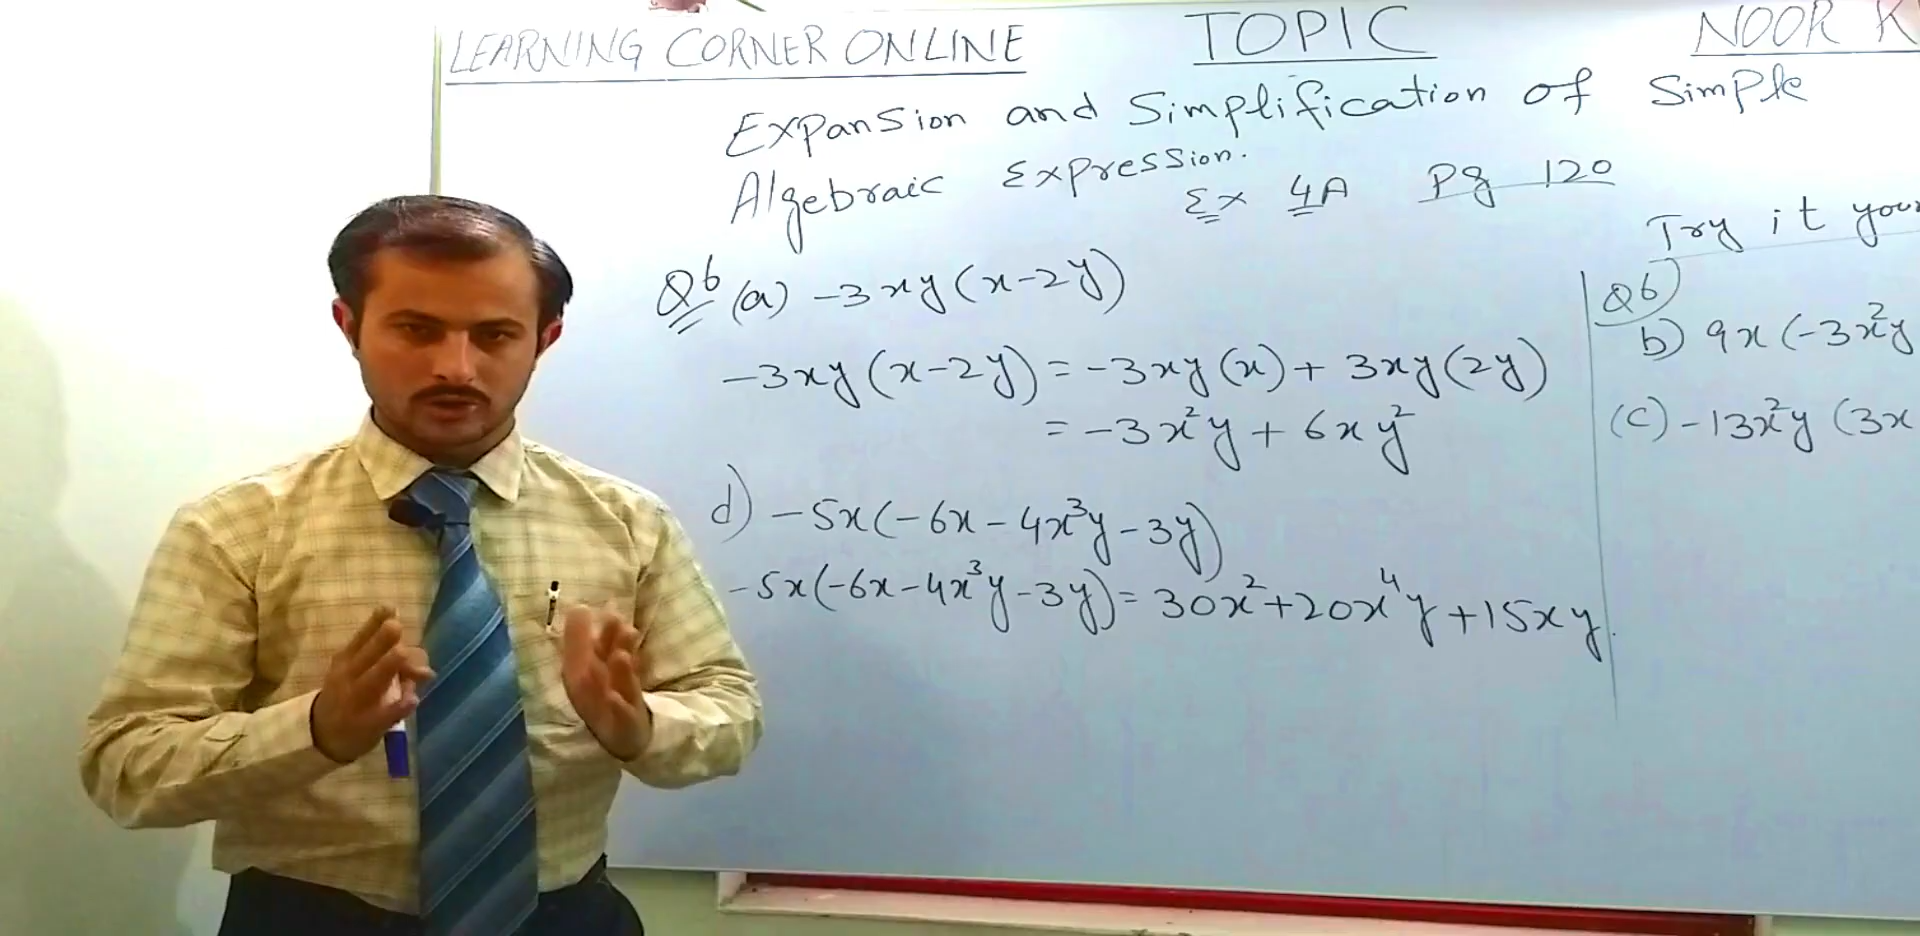 LEARNING CORNER ONLINE TOPIC NOOR K
Expansion and Simplification of Simple
Algebraic Expression.
Ex 4A Pg 120
Try it your
Q6 (a) -3xy(x-2y)
-3xy(x-2y) = -3xy(x) + 3xy(2y)
= -3x²y + 6xy²
d) -5x(-6x-4x³y-3y)
-5x(-6x-4x³y-3y) = 30x²+20x⁴y+15xy.
Q6)
b) 9x(-3x²y
(c) -13x²y (3x